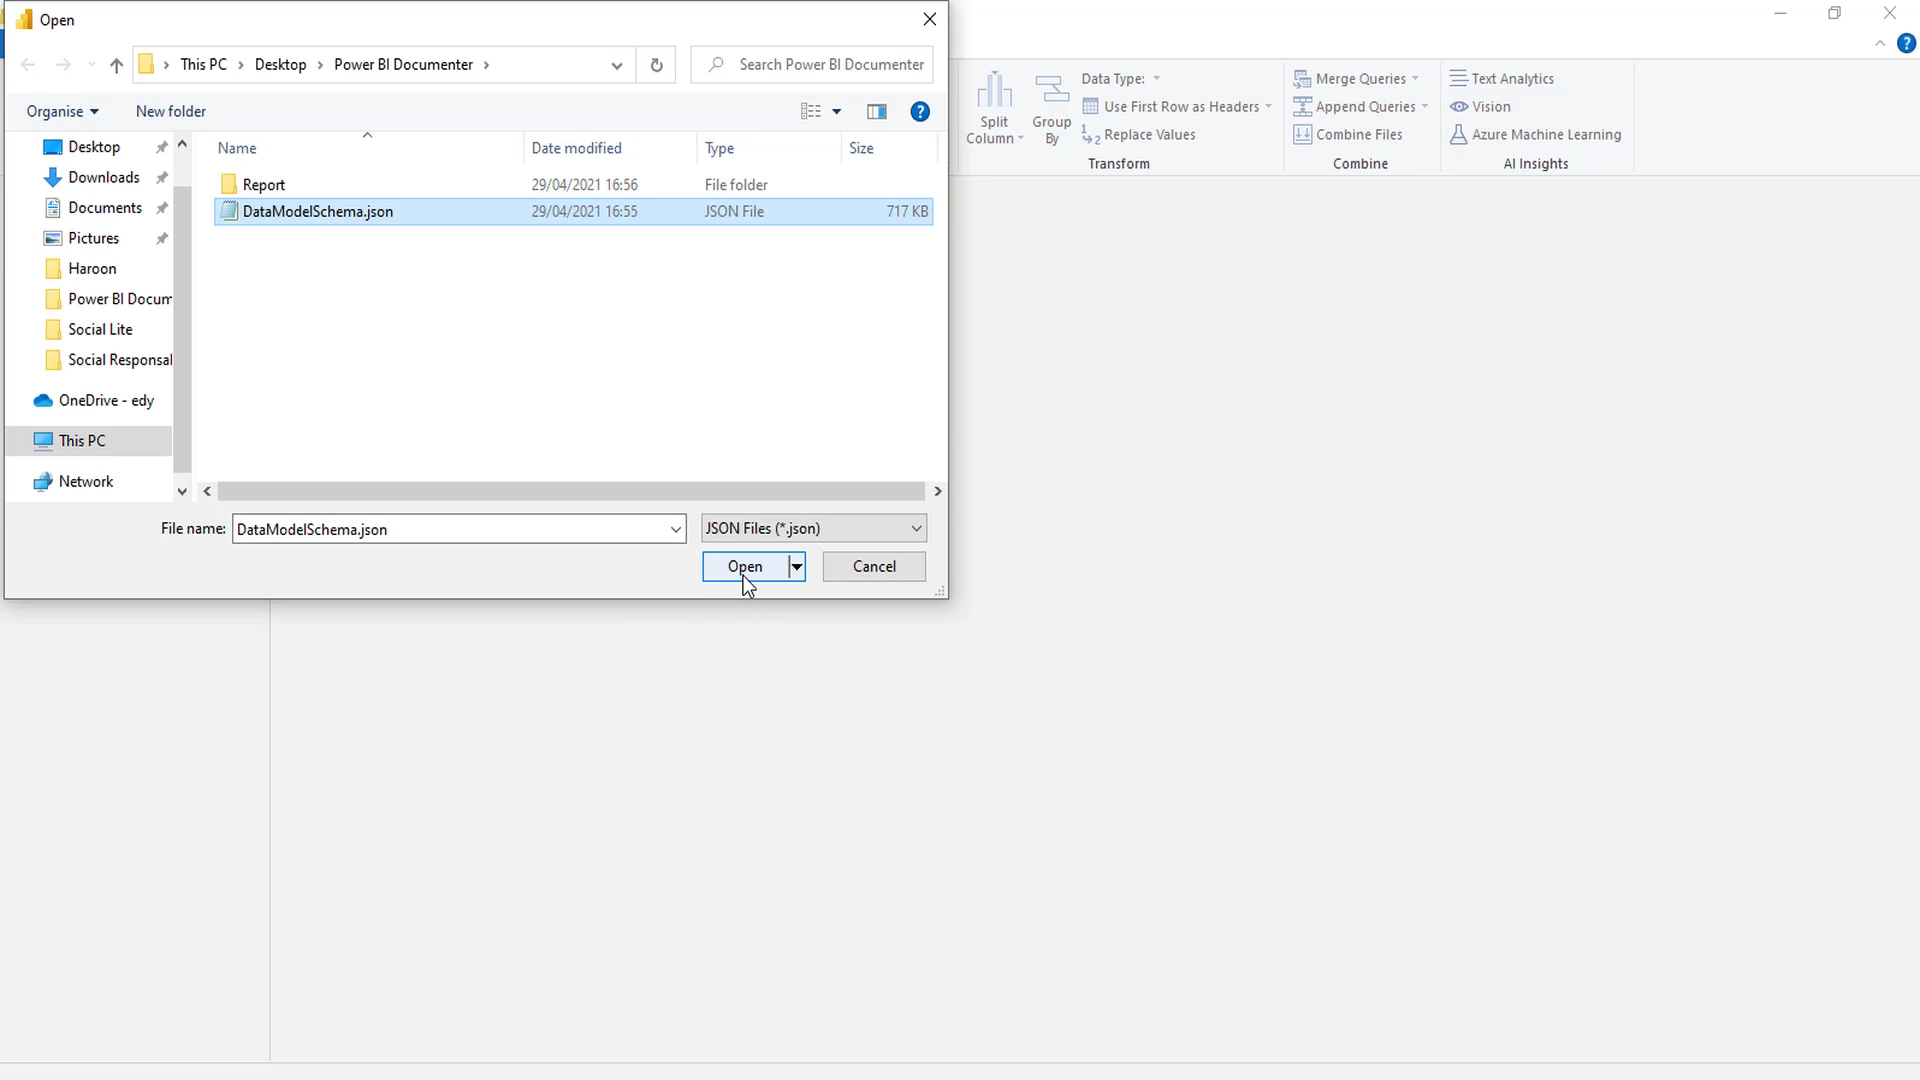 Open
This PC
Desktop
Power BI Documenter
Search Power BI Documenter
Organise
New folder
Name
Date modified
Type
Size
Report
29/04/2021 16:56
File folder
DataModelSchema.json
29/04/2021 16:55
JSON File
717 KB
Desktop
Downloads
Documents
Pictures
Haroon
Power BI Docum
Social Lite
Social Responsal
OneDrive - edy
This PC
Network
File name:
DataModelSchema.json
JSON Files (*.json)
Open
Cancel
Split
Column
Group
By
Data Type:
Use First Row as Headers
Replace Values
Transform
Merge Queries
Append Queries
Combine Files
Combine
Text Analytics
Vision
Azure Machine Learning
AI Insights